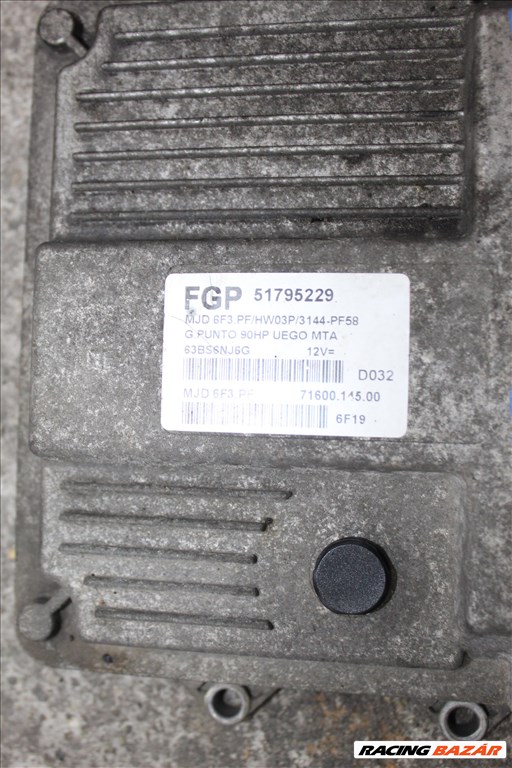 FGP 51795229
MJD 6F3.PF/HW03P/3144-PF58
G.PUNTO 90HP UEGO MTA
63BS6NJ6G 12V=
D032
MJD 6F3.PF 71600.145.00
6F19
RACING BAZÁR